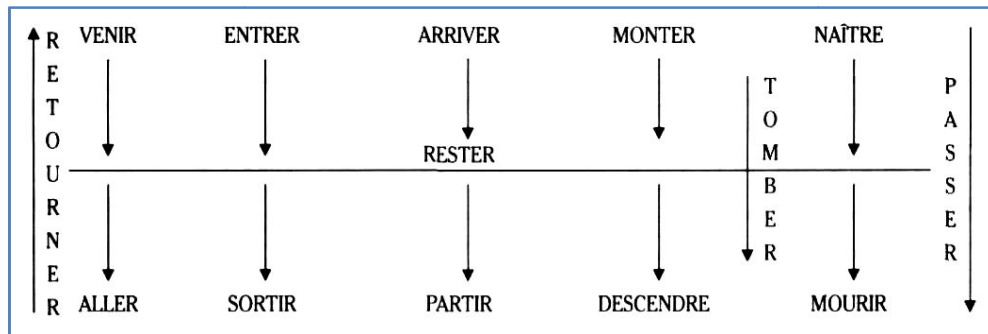 RETOURNER
VENIR ENTRER ARRIVER MONTER NAÎTRE
TOMBER
PASSER
RESTER
ALLER SORTIR PARTIR DESCENDRE MOURIR